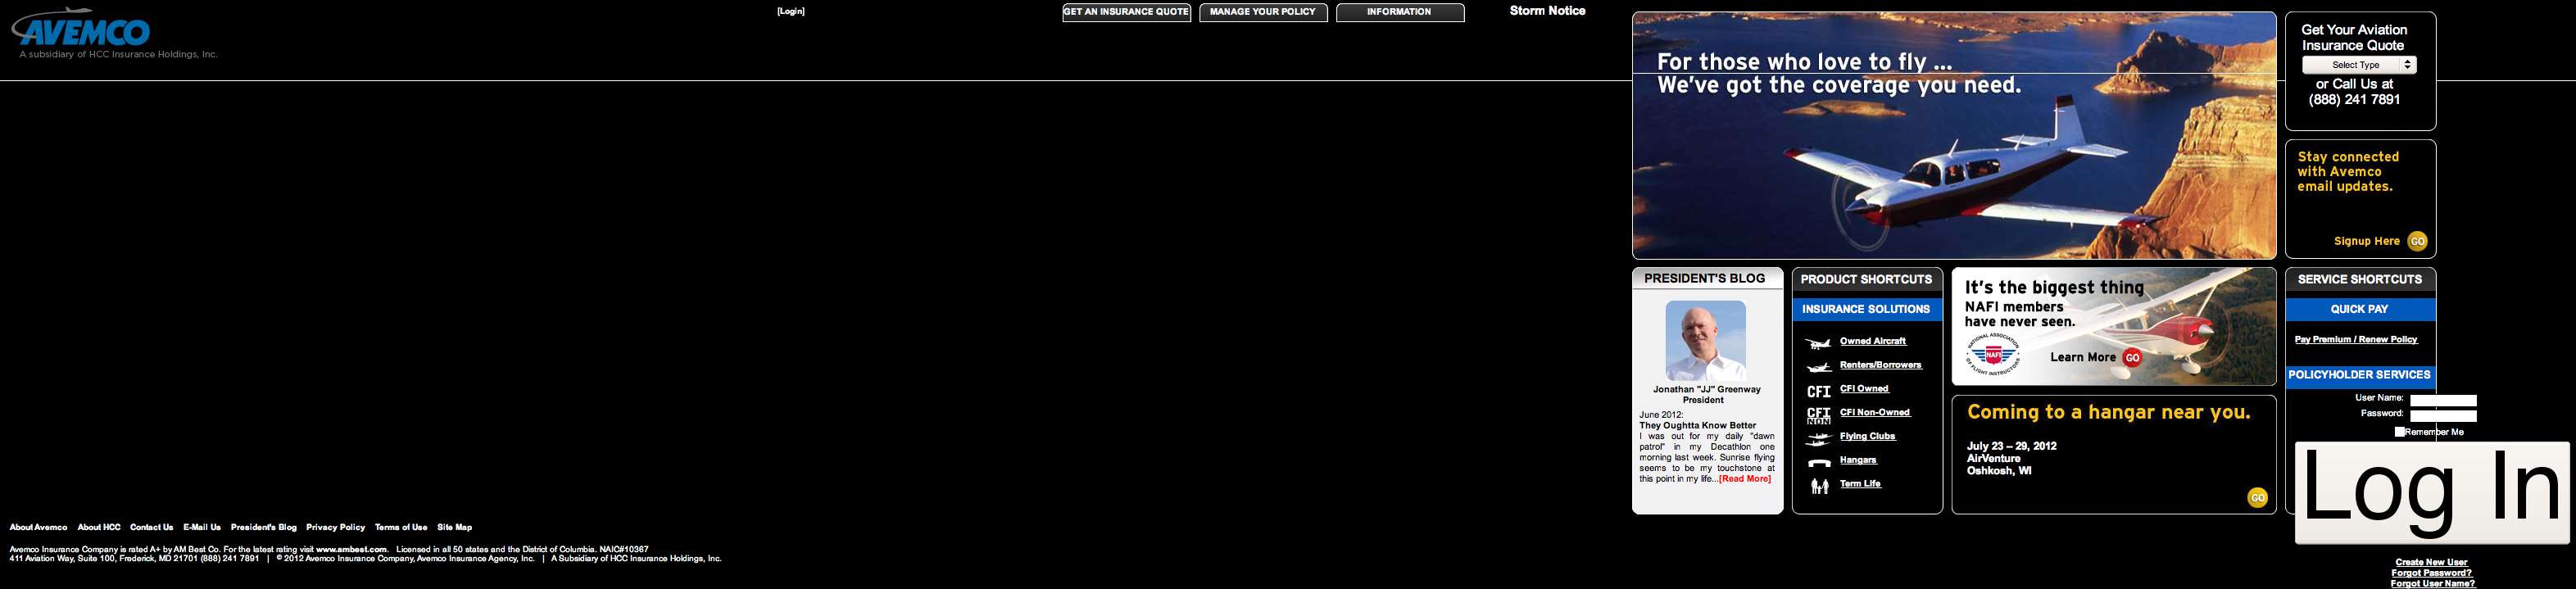 AVEMCO
A subsidiary of HCC Insurance Holdings, Inc.
[Login]
GET AN INSURANCE QUOTE
MANAGE YOUR POLICY
INFORMATION
Storm Notice
For those who love to fly ...
We've got the coverage you need.
Get Your Aviation
Insurance Quote
Select Type
or Call Us at
(888) 241 7891
Stay connected
with Avemco
email updates.
Signup Here GO
PRESIDENT'S BLOG
Jonathan "JJ" Greenway
President
June 2012:
They Oughtta Know Better
I was out for my daily "dawn
patrol" in my Decathlon one
morning last week. Sunrise flying
seems to be my touchstone at
this point in my life...[Read More]
PRODUCT SHORTCUTS
INSURANCE SOLUTIONS
Owned Aircraft
Renters/Borrowers
CFI CFI Owned
CFI NON CFI Non-Owned
Flying Clubs
Hangars
Term Life
It's the biggest thing
NAFI members
have never seen.
NATIONAL ASSOCIATION
NAFI
OF FLIGHT INSTRUCTORS
Learn More GO
Coming to a hangar near you.
July 23 – 29, 2012
AirVenture
Oshkosh, WI
GO
SERVICE SHORTCUTS
QUICK PAY
Pay Premium / Renew Policy
POLICYHOLDER SERVICES
User Name:
Password:
Remember Me
Log In
Create New User
Forgot Password?
Forgot User Name?
About Avemco About HCC Contact Us E-Mail Us President's Blog Privacy Policy Terms of Use Site Map
Avemco Insurance Company is rated A+ by AM Best Co. For the latest rating visit www.ambest.com. Licensed in all 50 states and the District of Columbia. NAIC#10367
411 Aviation Way, Suite 100, Frederick, MD 21701 (888) 241 7891 | © 2012 Avemco Insurance Company, Avemco Insurance Agency, Inc. | A Subsidiary of HCC Insurance Holdings, Inc.